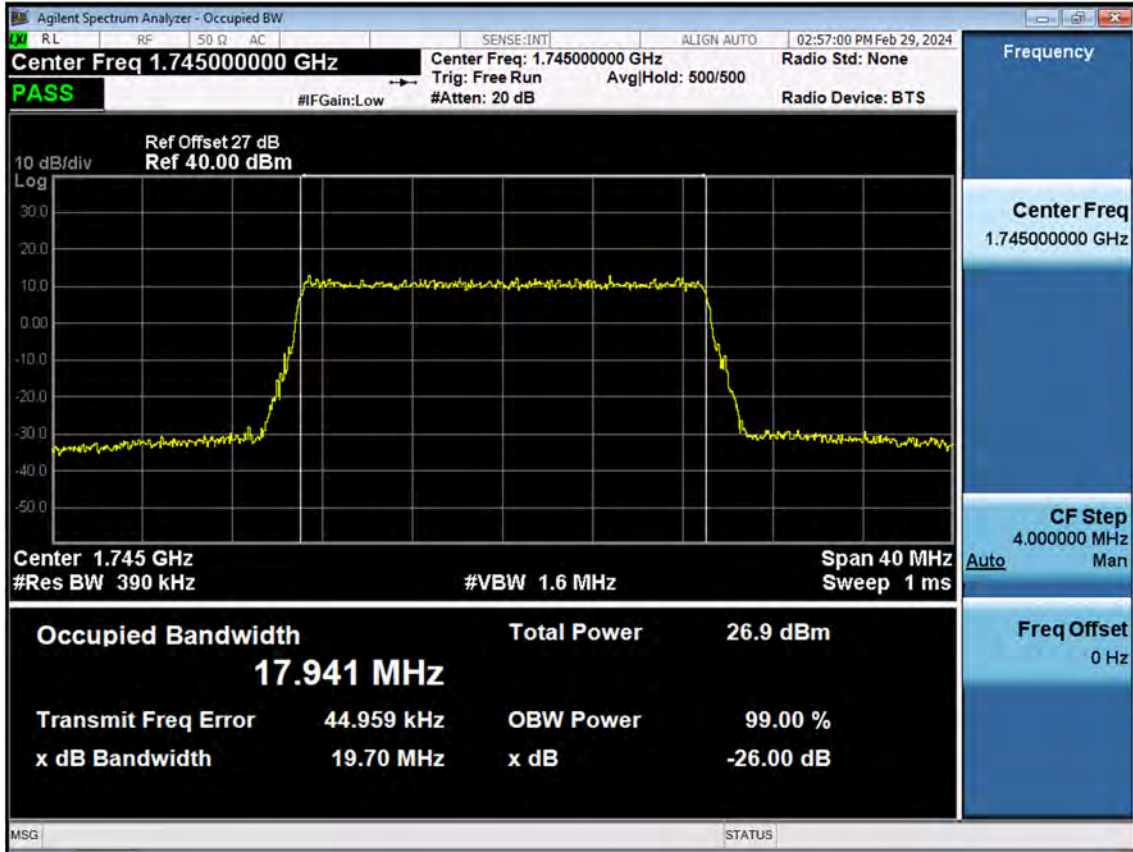 Agilent Spectrum Analyzer - Occupied BW
LXI RL RF 50 Ω AC SENSE:INT ALIGN AUTO 02:57:00 PM Feb 29, 2024
Center Freq 1.745000000 GHz
Center Freq: 1.745000000 GHz Radio Std: None
Trig: Free Run Avg|Hold: 500/500
PASS #IFGain:Low #Atten: 20 dB Radio Device: BTS
Ref Offset 27 dB
10 dB/div Ref 40.00 dBm
Log
30.0
20.0
10.0
0.00
-10.0
-20.0
-30.0
-40.0
-50.0
Center 1.745 GHz Span 40 MHz
#Res BW 390 kHz #VBW 1.6 MHz Sweep 1 ms
Occupied Bandwidth Total Power 26.9 dBm
17.941 MHz
Transmit Freq Error 44.959 kHz OBW Power 99.00 %
x dB Bandwidth 19.70 MHz x dB -26.00 dB
MSG STATUS
Frequency
Center Freq
1.745000000 GHz
CF Step
4.000000 MHz
Auto Man
Freq Offset
0 Hz